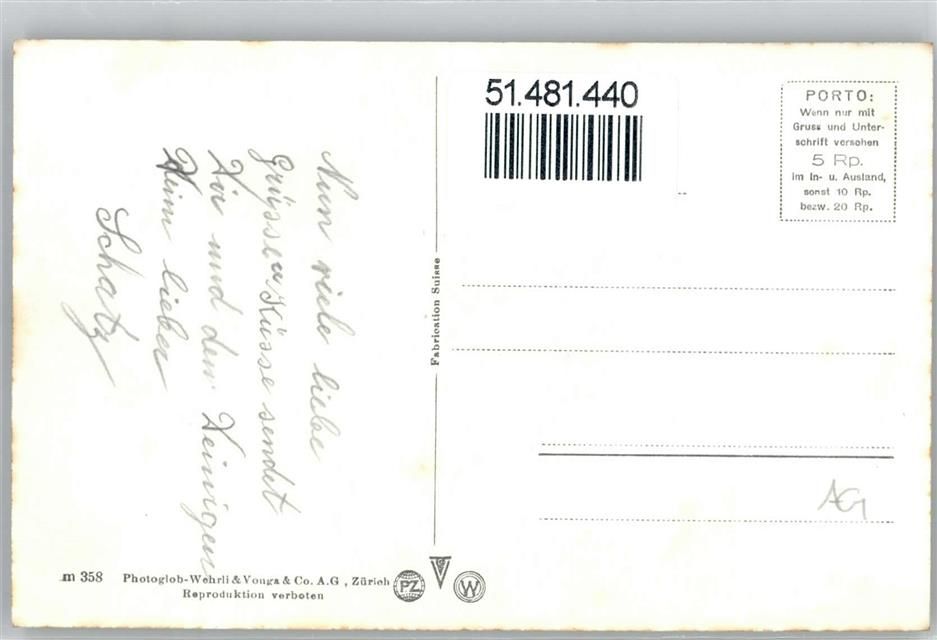 Nun viele liebe
Grüsse u Küsse sendet
Dir und den Deinigen
Dein lieber
Schatz
Fabrication Suisse
51.481.440
PORTO:
Wenn nur mit
Gruss und Unter-
schrift versehen
5 Rp.
im In- u. Ausland,
sonst 10 Rp.
bezw. 20 Rp.
AG
m 358 Photoglob-Wehrli & Vouga & Co. A.G , Zürich
Reproduktion verboten
PZ
W